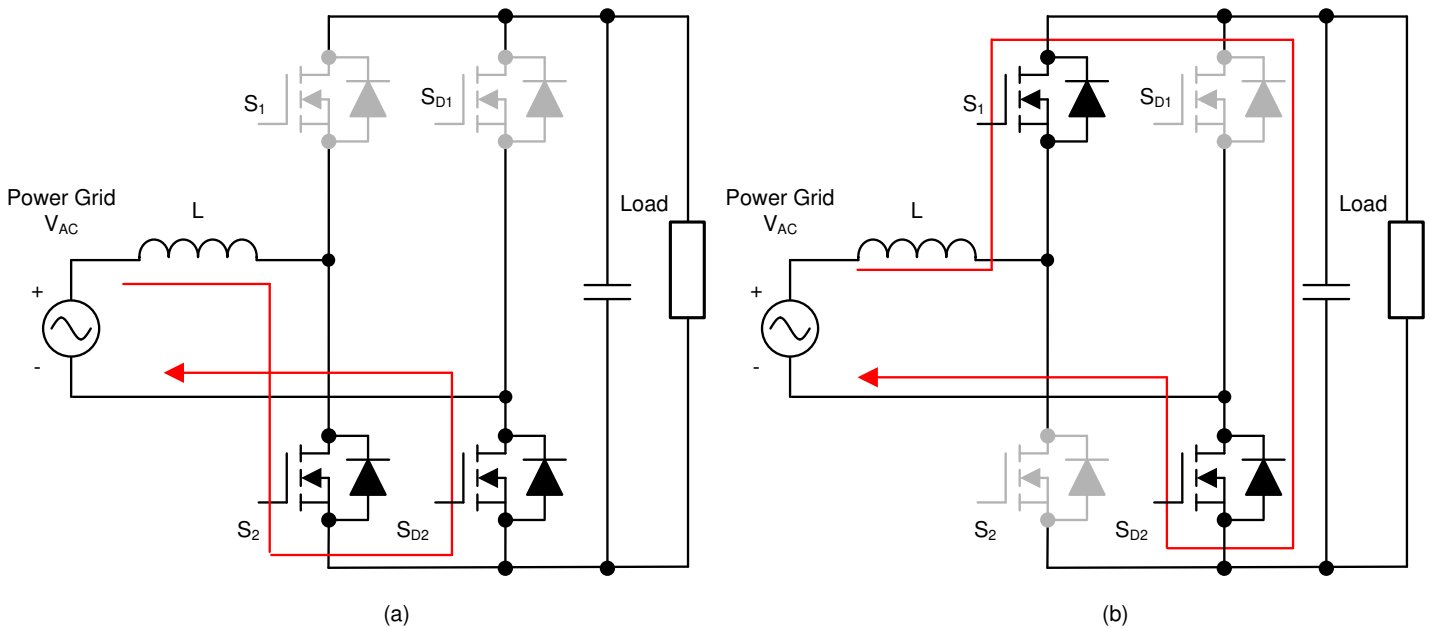 S1
SD1
Power Grid
VAC
L
Load
+
-
S2
SD2
(a)
S1
SD1
Power Grid
VAC
L
Load
+
-
S2
SD2
(b)